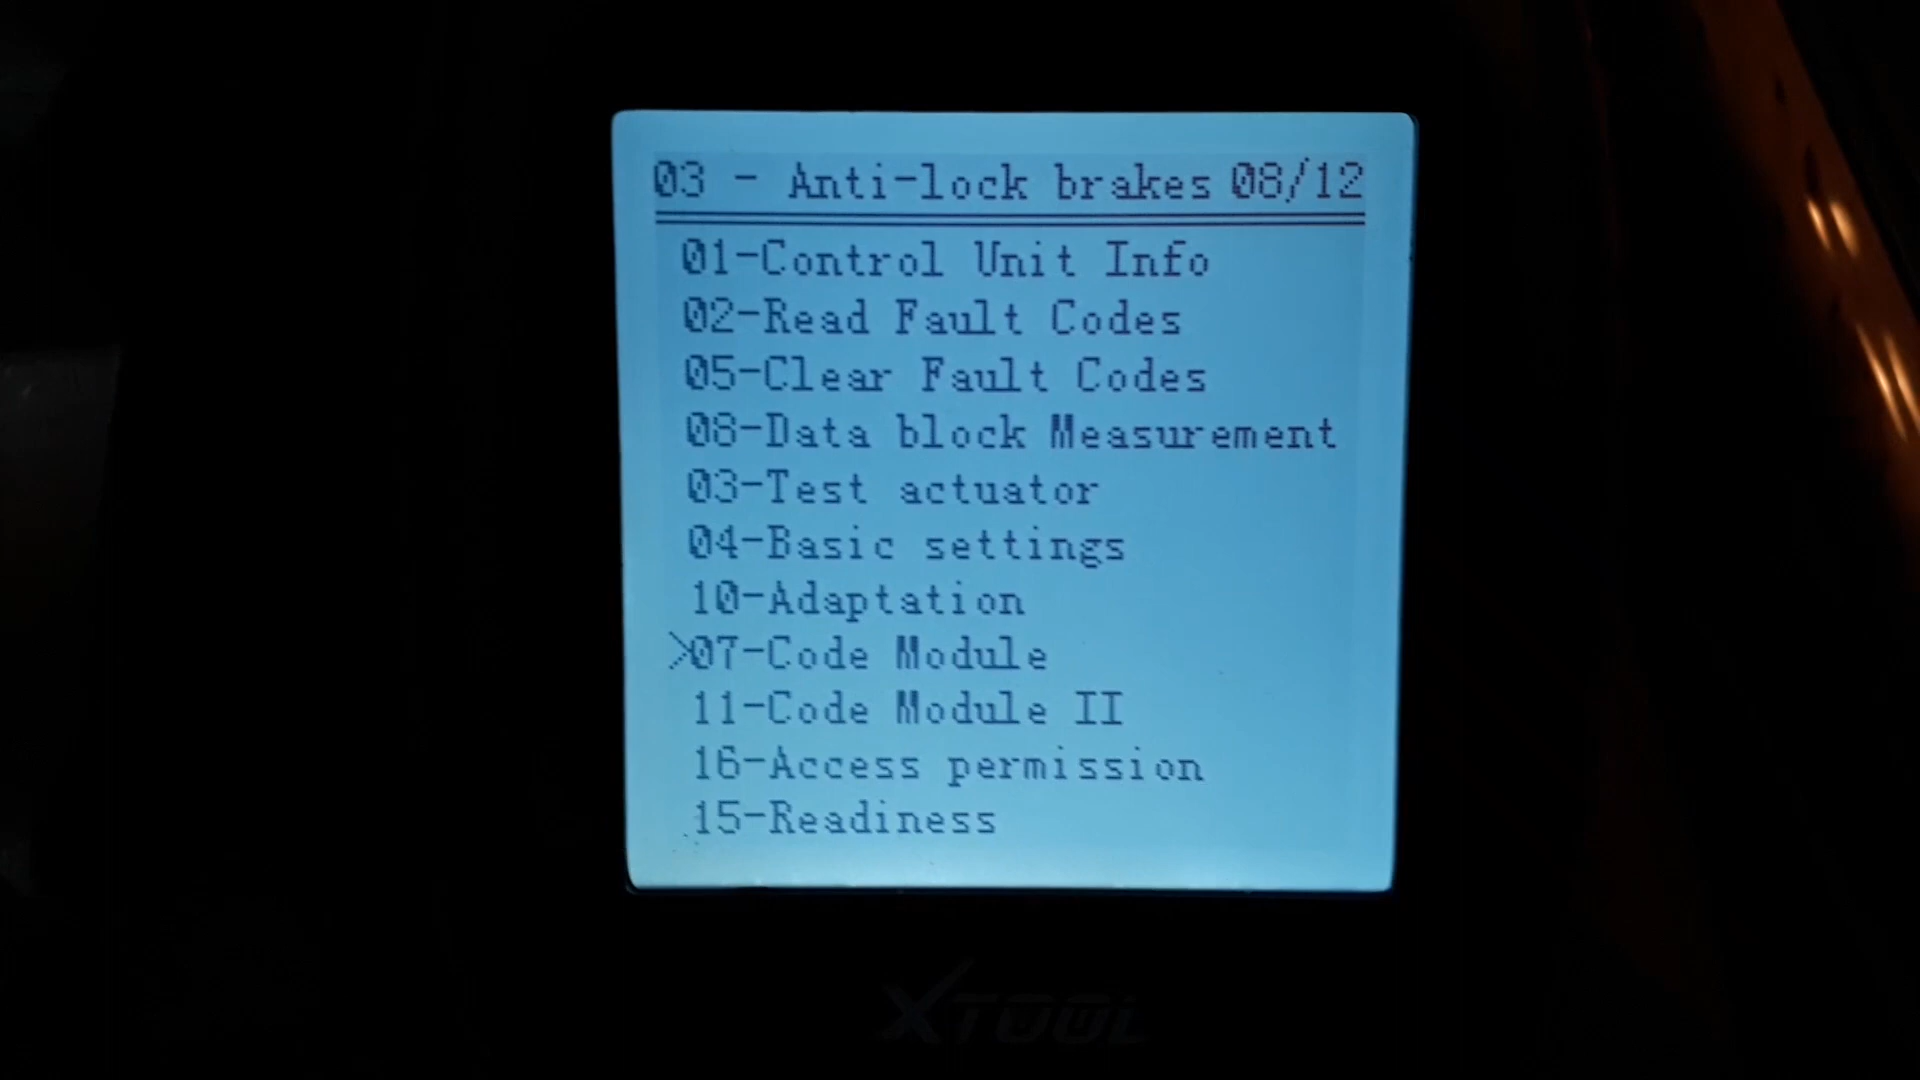 03 - Anti-lock brakes 08/12
01-Control Unit Info
02-Read Fault Codes
05-Clear Fault Codes
08-Data block Measurement
03-Test actuator
04-Basic settings
10-Adaptation
>07-Code Module
11-Code Module II
16-Access permission
15-Readiness
XTOOL